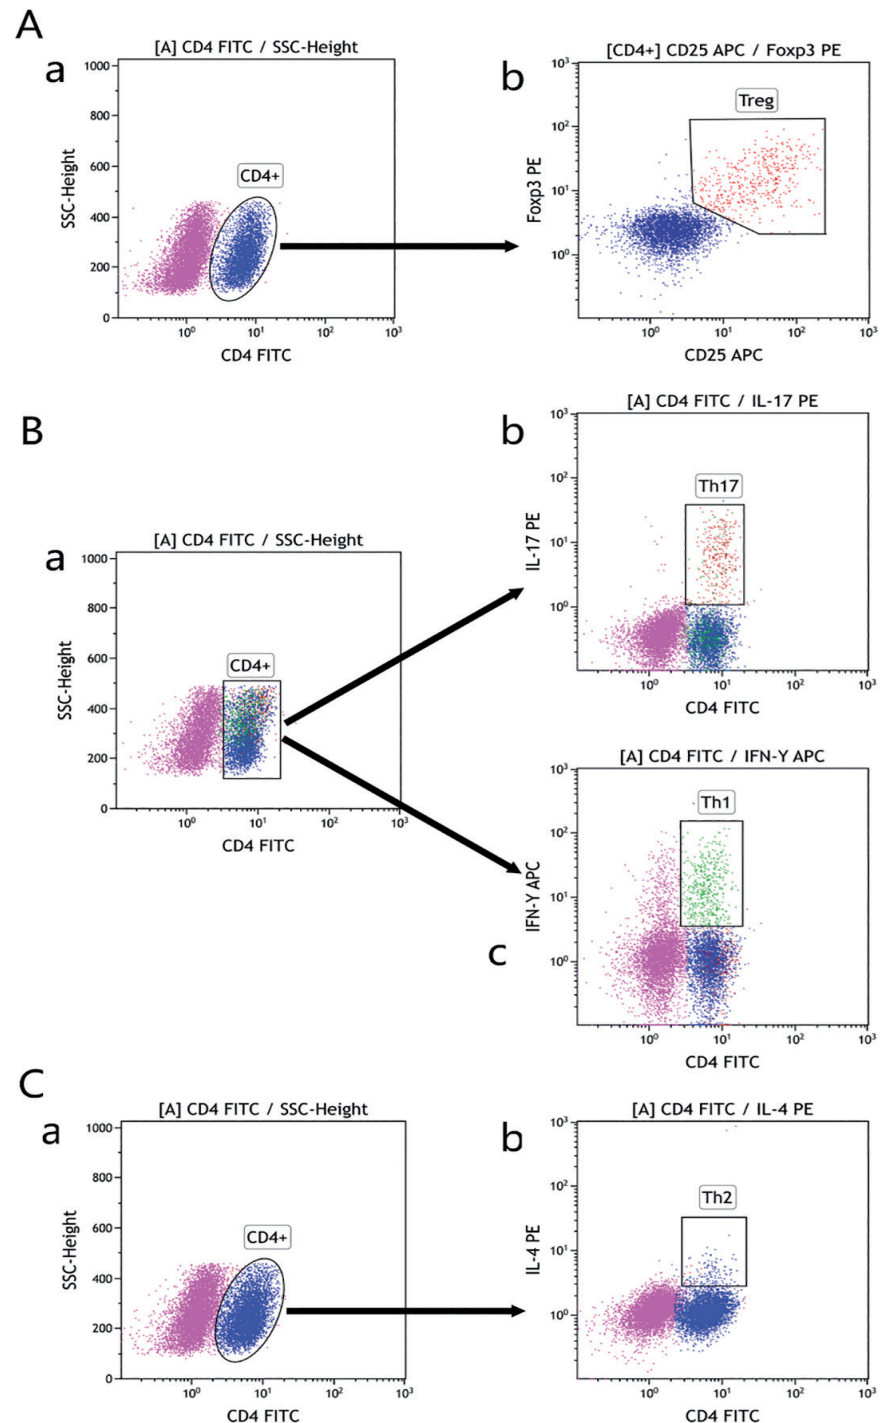 A
a
[A] CD4 FITC / SSC-Height
1000
800
600
400
200
0
SSC-Height
CD4+
10⁰
10¹
10²
10³
CD4 FITC
b
[CD4+] CD25 APC / Foxp3 PE
10³
10²
10¹
10⁰
Foxp3 PE
Treg
10⁰
10¹
10²
10³
CD25 APC
B
a
[A] CD4 FITC / SSC-Height
1000
800
600
400
200
0
SSC-Height
CD4+
10⁰
10¹
10²
10³
CD4 FITC
b
[A] CD4 FITC / IL-17 PE
10³
10²
10¹
10⁰
IL-17 PE
Th17
10⁰
10¹
10²
10³
CD4 FITC
c
[A] CD4 FITC / IFN-Y APC
10³
10²
10¹
10⁰
IFN-Y APC
Th1
10⁰
10¹
10²
10³
CD4 FITC
C
a
[A] CD4 FITC / SSC-Height
1000
800
600
400
200
0
SSC-Height
CD4+
10⁰
10¹
10²
10³
CD4 FITC
b
[A] CD4 FITC / IL-4 PE
10³
10²
10¹
10⁰
IL-4 PE
Th2
10⁰
10¹
10²
10³
CD4 FITC